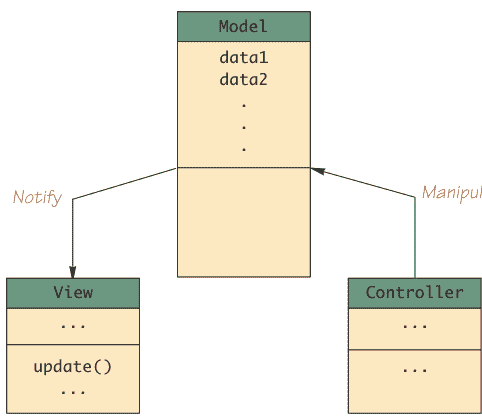 Model
data1
data2
.
.
.
Notify
Manipul
View
...
update()
...
Controller
...
...